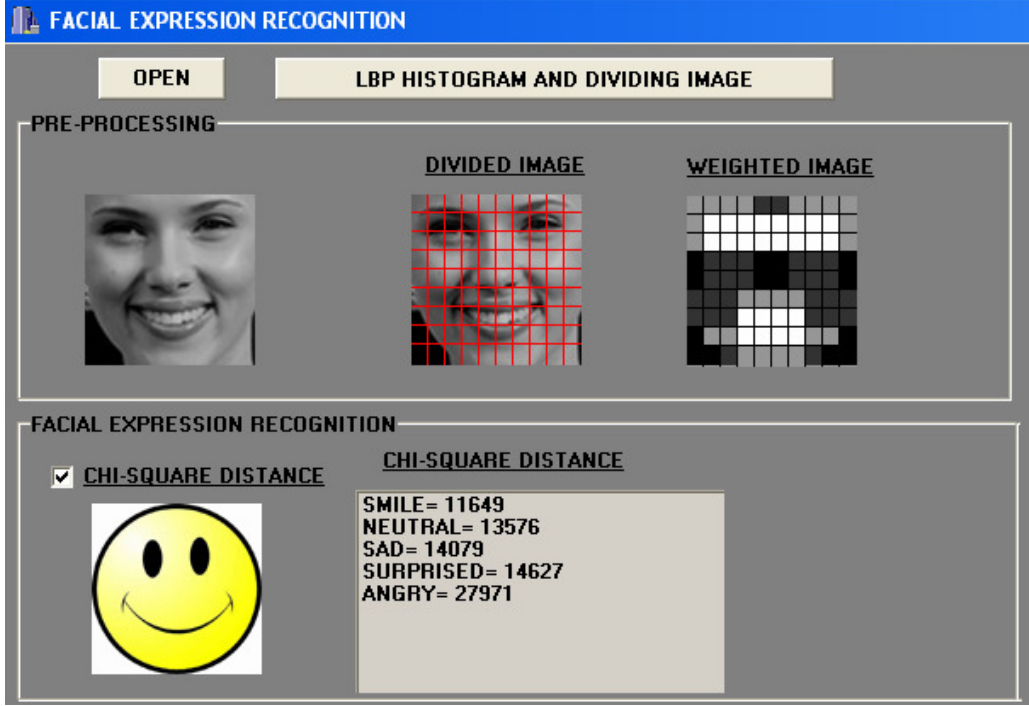 FACIAL EXPRESSION RECOGNITION
OPEN
LBP HISTOGRAM AND DIVIDING IMAGE
PRE-PROCESSING
DIVIDED IMAGE
WEIGHTED IMAGE
FACIAL EXPRESSION RECOGNITION
CHI-SQUARE DISTANCE
CHI-SQUARE DISTANCE
SMILE= 11649
NEUTRAL= 13576
SAD= 14079
SURPRISED= 14627
ANGRY= 27971